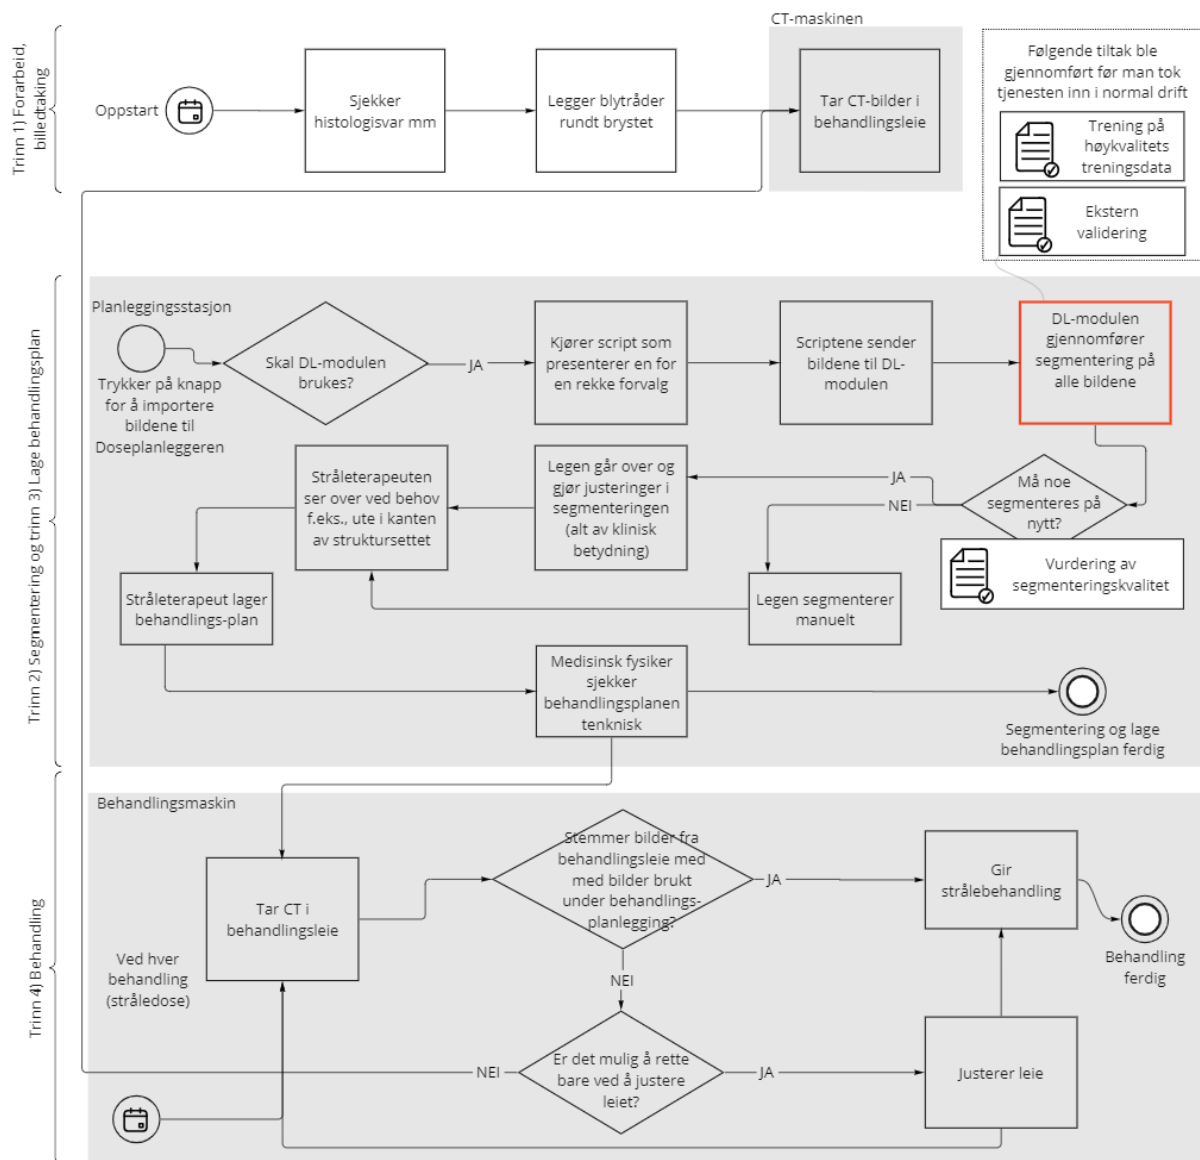 CT-maskinen
Trinn 1) Forarbeid,
billedtaking
Oppstart
Sjekker
histologisvar mm
Legger blytråder
rundt brystet
Tar CT-bilder i
behandlingsleie
Følgende tiltak ble
gjennomført før man tok
tjenesten inn i normal drift
Trening på
høykvalitets
treningsdata
Ekstern
validering
Trinn 2) Segmentering og trinn 3) Lage behandlingsplan
Planleggingsstasjon
Trykker på knapp
for å importere
bildene til
Doseplanleggeren
Skal DL-modulen
brukes?
JA
Kjører script som
presenterer en for
en rekke forvalg
Scriptene sender
bildene til DL-
modulen
DL-modulen
gjennomfører
segmentering på
alle bildene
Må noe
segmenteres på
nytt?
JA
NEI
Vurdering av
segmenteringskvalitet
Legen går over og
gjør justeringer i
segmenteringen
(alt av klinisk
betydning)
Stråleterapeuten
ser over ved behov
f.eks., ute i kanten
av struktursettet
Legen segmenterer
manuelt
Stråleterapeut lager
behandlings-plan
Medisinsk fysiker
sjekker
behandlingsplanen
tenknisk
Segmentering og lage
behandlingsplan ferdig
Trinn 4) Behandling
Behandlingsmaskin
Tar CT i
behandlingsleie
Ved hver
behandling
(stråledose)
Stemmer bilder fra
behandlingsleie med
med bilder brukt
under behandlings-
planlegging?
JA
NEI
Gir
strålebehandling
Behandling
ferdig
Er det mulig å rette
bare ved å justere
leiet?
NEI
JA
Justerer leie